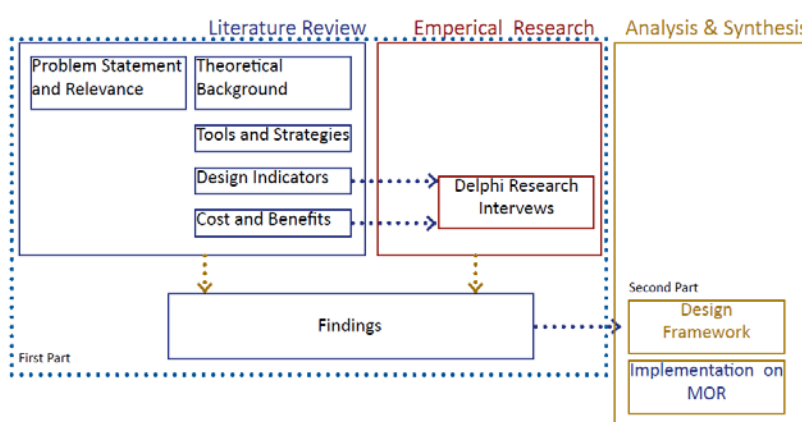 Literature Review
Emperical Research
Analysis & Synthesis
Problem Statement
and Relevance
Theoretical
Background
Tools and Strategies
Design Indicators
Cost and Benefits
Delphi Research
Intervews
Findings
First Part
Second Part
Design
Framework
Implementation on
MOR